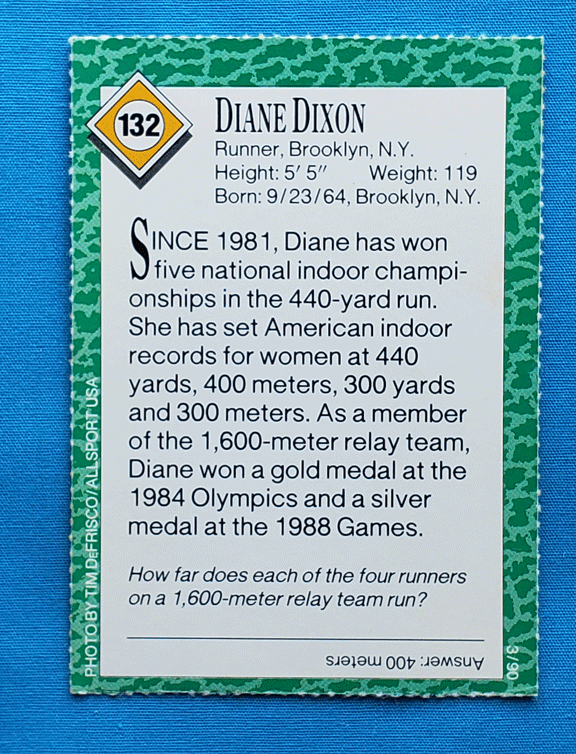 132
DIANE DIXON
Runner, Brooklyn, N.Y.
Height: 5′ 5″ Weight: 119
Born: 9/23/64, Brooklyn, N.Y.
SINCE 1981, Diane has won
five national indoor champi-
onships in the 440-yard run.
She has set American indoor
records for women at 440
yards, 400 meters, 300 yards
and 300 meters. As a member
of the 1,600-meter relay team,
Diane won a gold medal at the
1984 Olympics and a silver
medal at the 1988 Games.
How far does each of the four runners
on a 1,600-meter relay team run?
Answer: 400 meters
PHOTO BY TIM DeFRISCO/ALLSPORT USA
3/90